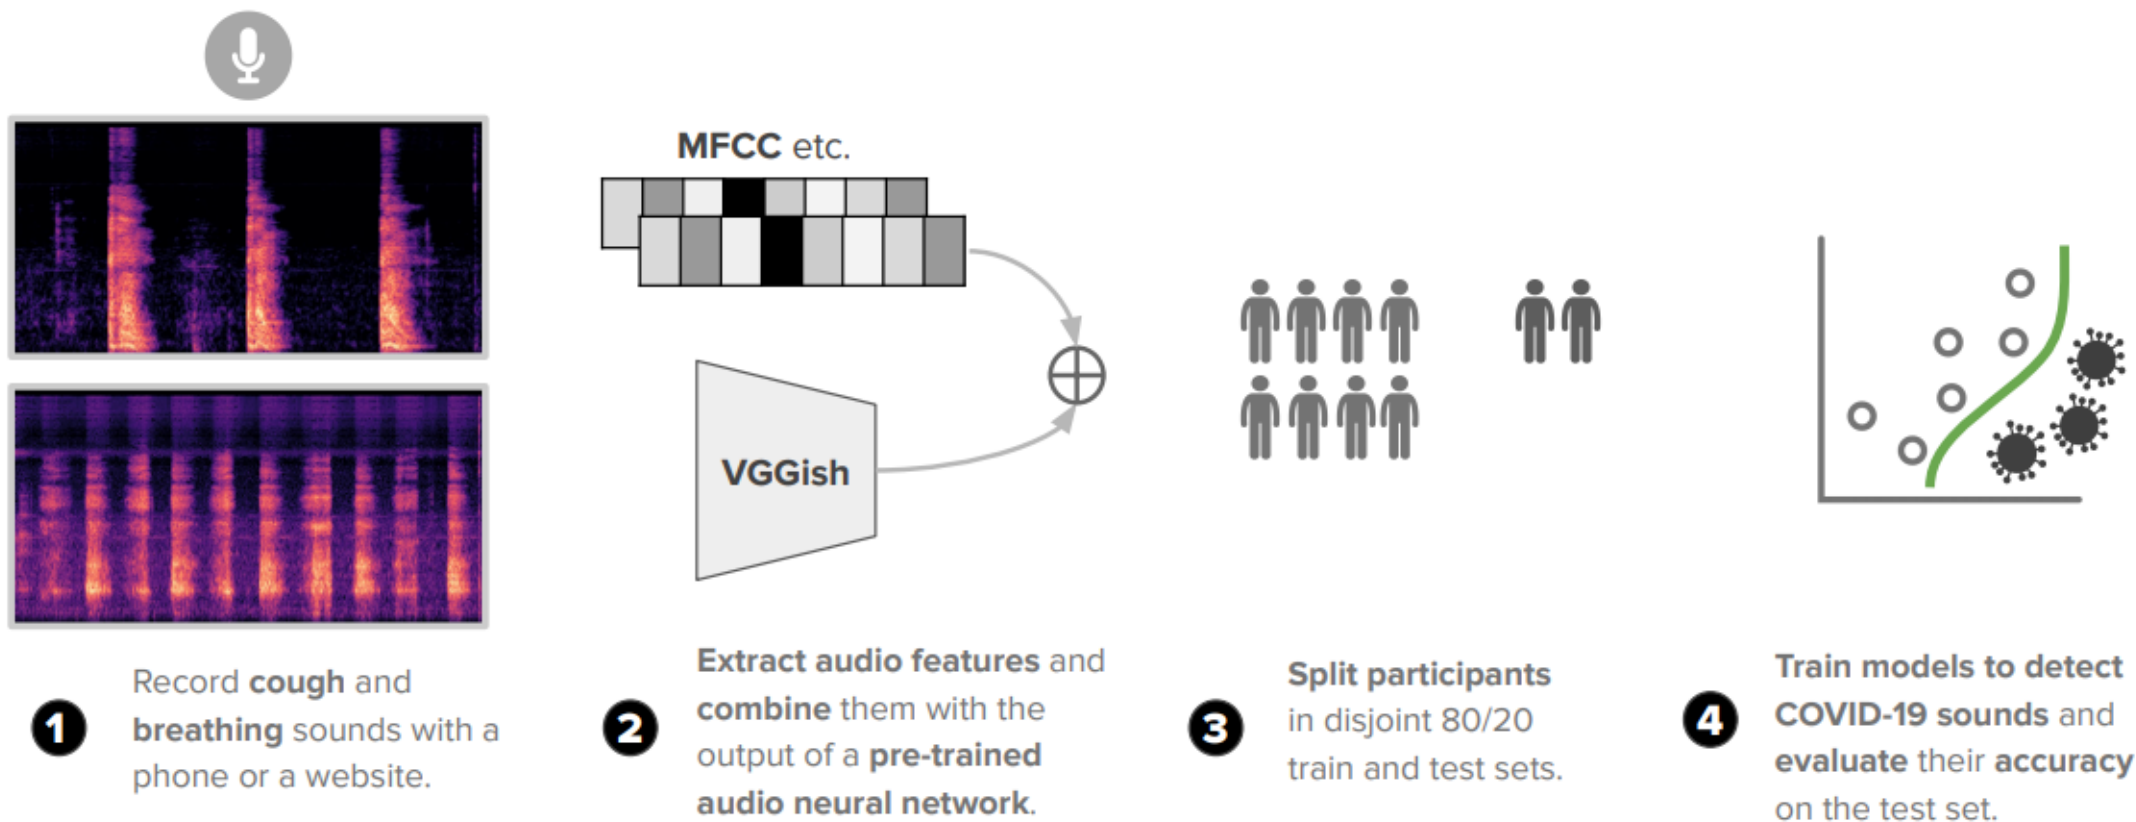 MFCC etc.
VGGish
1
Record cough and
breathing sounds with a
phone or a website.
2
Extract audio features and
combine them with the
output of a pre-trained
audio neural network.
3
Split participants
in disjoint 80/20
train and test sets.
4
Train models to detect
COVID-19 sounds and
evaluate their accuracy
on the test set.